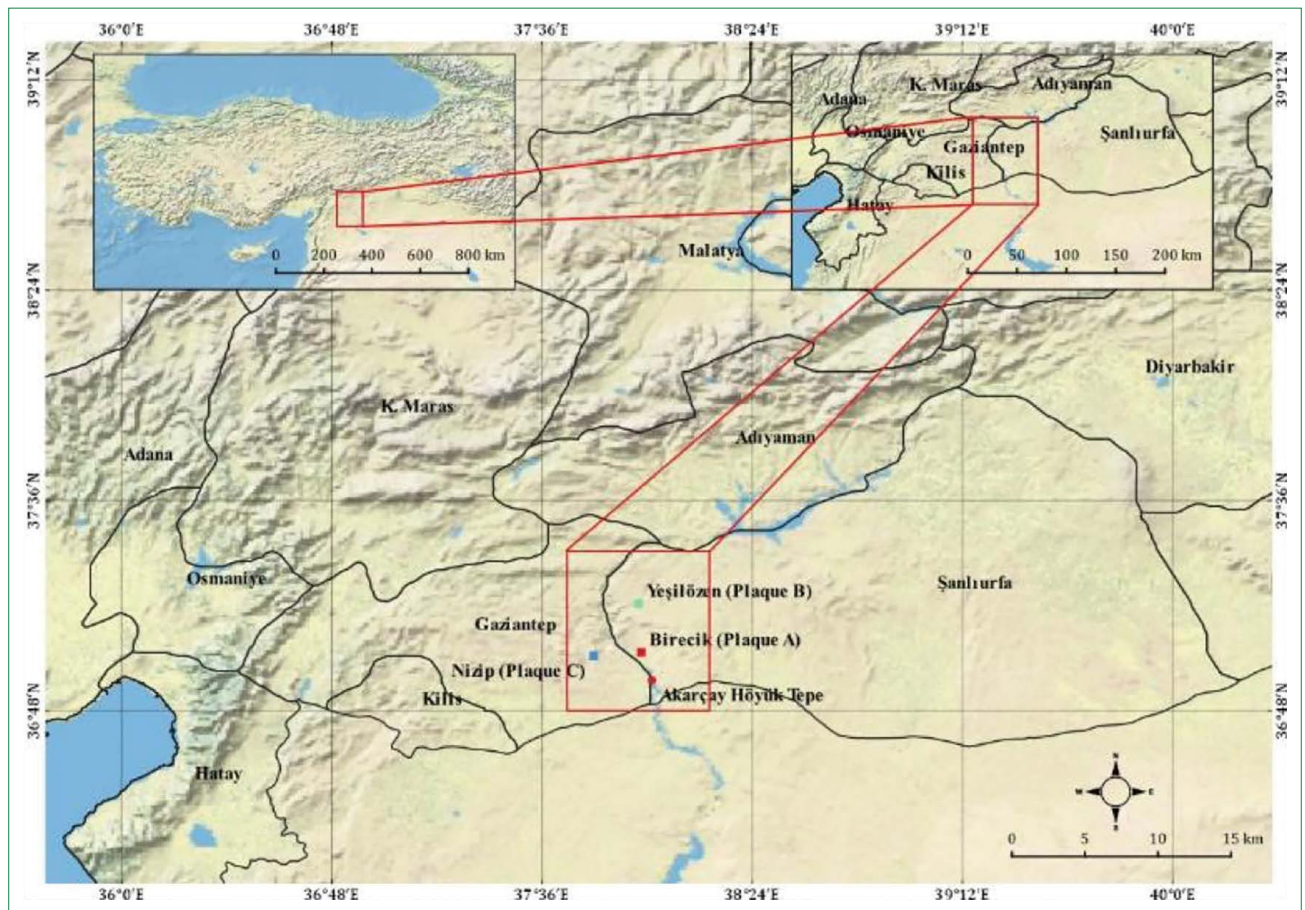 36°0′E 36°48′E 37°36′E 38°24′E 39°12′E 40°0′E
39°12′N
39°12′N
K. Maras
Adıyaman
Adana
Osmaniye
Şanlıurfa
Gaziantep
Kilis
Hatay
0 200 400 600 800 km
0 50 100 150 200 km
Malatya
38°24′N
38°24′N
Diyarbakir
K. Maras
Adıyaman
Adana
37°36′N
37°36′N
Osmaniye
Yeşilözen (Plaque B)
Şanlıurfa
Gaziantep
Birecik (Plaque A)
Nizip (Plaque C)
Kilis
Akarçay Höyük Tepe
36°48′N
36°48′N
Hatay
N
W E
S
0 5 10 15 km
36°0′E 36°48′E 37°36′E 38°24′E 39°12′E 40°0′E